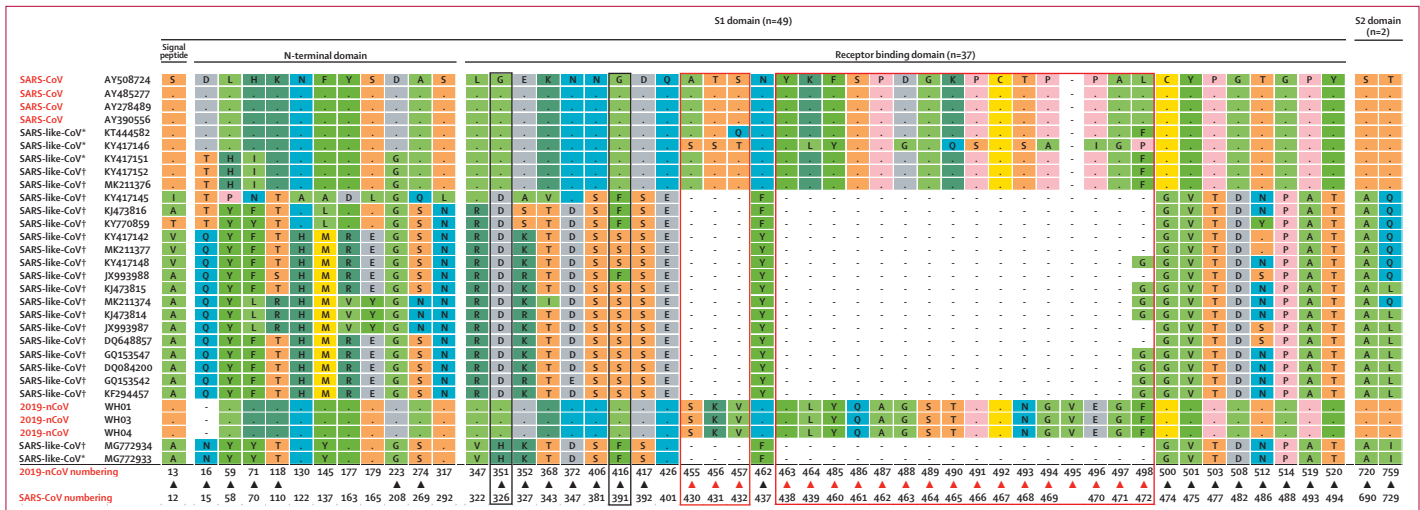 S1 domain (n=49) S2 domain (n=2)
Signal peptide N-terminal domain Receptor binding domain (n=37)
SARS-CoV AY508724 S D L H K N F Y S D A S L G E K N N G D Q A T S N Y K F S P D G K P C T P - P A L C Y P G T G P Y S T
SARS-CoV AY485277 . . . . . . . . . . . . . . . . . . . . . . . . . . . . . . . . . . . . . - . . . . . . . . . . . . .
SARS-CoV AY278489 . . . . . . . . . . . . . . . . . . . . . . . . . . . . . . . . . . . . . - . . . . . . . . . . . . .
SARS-CoV AY390556 . . . . . . . . . . . . . . . . . . . . . . . . . . . . . . . . . . . . . - . . . . . . . . . . . . .
SARS-like-CoV* KT444582 . . . . . . . . . . . . . . . . . . . . . . . Q . . . . . . . . . . . . . - . . F . . . . . . . . . .
SARS-like-CoV* KY417146 . . . . . . . . . . . . . . . . . . . . . S S T . . L Y . . G . Q S . S A - I G P . . . . . . . . . .
SARS-like-CoV* KY417151 . T H I . . . . . G . . . . . . . . . . . . . . . . . . . . . . . . . . . - . . F . . . . . . . . . .
SARS-like-CoV† KY417152 . T H I . . . . . G . . . . . . . . . . . . . . . . . . . . . . . . . . . - . . F . . . . . . . . . .
SARS-like-CoV† MK211376 . T H I . . . . . G . . . . . . . . . . . . . . . . . . . . . . . . . . . - . . F . . . . . . . . . .
SARS-like-CoV† KY417145 I T P N T A A D L G Q L . D A V . S F S E - - - F - - - - - - - - - - - - - - - - G V T D N P A T A Q
SARS-like-CoV† KJ473816 A T Y F T . L . . G S N R D S T D S F S E - - - F - - - - - - - - - - - - - - - - G V T D N P A T A Q
SARS-like-CoV† KY770859 T T Y Y T . L . . G S N R D S T D S F S E - - - F - - - - - - - - - - - - - - - - G V T D Y P A T A Q
SARS-like-CoV† KY417142 V Q Y F T H M R E G S N R D K T D S S S E - - - Y - - - - - - - - - - - - - - - - G V T D . P A T A Q
SARS-like-CoV† MK211377 V Q Y F T H M R E G S N R D K T D S S S E - - - Y - - - - - - - - - - - - - - - - G V T D . P A T A Q
SARS-like-CoV† KY417148 V Q Y F T H M R E G S N R D K T D S S S E - - - Y - - - - - - - - - - - - - - - G G V T D N P A T A Q
SARS-like-CoV† JX993988 A Q Y F S H M R E G S N R D R T D S F S E - - - Y - - - - - - - - - - - - - - - - G V T D S P A T A Q
SARS-like-CoV† KJ473815 A Q Y F T H M R E G S N R D K T D S S S E - - - Y - - - - - - - - - - - - - - - G G V T D N P A T A L
SARS-like-CoV† MK211374 A Q Y L R H M V Y G N N R D K I D S S S E - - - Y - - - - - - - - - - - - - - - G G V T D N P A T A Q
SARS-like-CoV† KJ473814 A Q Y L R H M V Y G S N R D R T D S S S E - - - Y - - - - - - - - - - - - - - - G G V T D N P A T A L
SARS-like-CoV† JX993987 A Q Y L R H M V Y G N N R D K T D S S S E - - - Y - - - - - - - - - - - - - - - - G V T D S P A T A L
SARS-like-CoV† DQ648857 A Q Y F T H M R E G S N R D K T D S S S E - - - Y - - - - - - - - - - - - - - - - G V T D S P A T A L
SARS-like-CoV† GQ153547 A Q Y F T H M R E G S N R D K T D S S S E - - - Y - - - - - - - - - - - - - - - G G V T D N P A T A L
SARS-like-CoV† DQ084200 A Q Y F T H M R E G S N R D K T D S S S E - - - Y - - - - - - - - - - - - - - - G G V T D N P A T A L
SARS-like-CoV† GQ153542 A Q Y F T H M R E G S N R D R T E S S S E - - - Y - - - - - - - - - - - - - - - G G V T D N P A T A L
SARS-like-CoV† KF294457 A Q Y F T H M R E G S N R D K T D S S S E - - - Y - - - - - - - - - - - - - - - G G V T D N P A T A L
2019-nCoV WH01 . - . . . . . . . . . . . . . . . . . . . S K V . . L Y Q A G S T . . N G V E G F . . . . . . . . . .
2019-nCoV WH03 . - . . . . . . . . . . . . . . . . . . . S K V . . L Y Q A G S T . . N G V E G F . . . . . . . . . .
2019-nCoV WH04 . - . . . . . . . . . . . . . . . . . . . S K V . . L Y Q A G S T . . N G V E G F . . . . . . . . . .
SARS-like-CoV† MG772934 A N Y Y T . Y . . G S . V H K T D S F S . - - - F - - - - - - - - - - - - - - - - G V T D N P A T A I
SARS-like-CoV* MG772933 A N Y Y T . Y . . G S . V H K T D S F S . - - - F - - - - - - - - - - - - - - - - G V T D N P A T A I
2019-nCoV numbering 13 16 59 71 118 130 145 177 179 223 274 317 347 351 352 368 372 406 416 417 426 455 456 457 462 463 464 485 486 487 488 489 490 491 492 493 494 495 496 497 498 500 501 503 508 512 514 519 520 720 759
SARS-CoV numbering 12 15 58 70 110 122 137 163 165 208 269 292 322 326 327 343 347 381 391 392 401 430 431 432 437 438 439 460 461 462 463 464 465 466 467 468 469 470 471 472 474 475 477 482 486 488 493 494 690 729